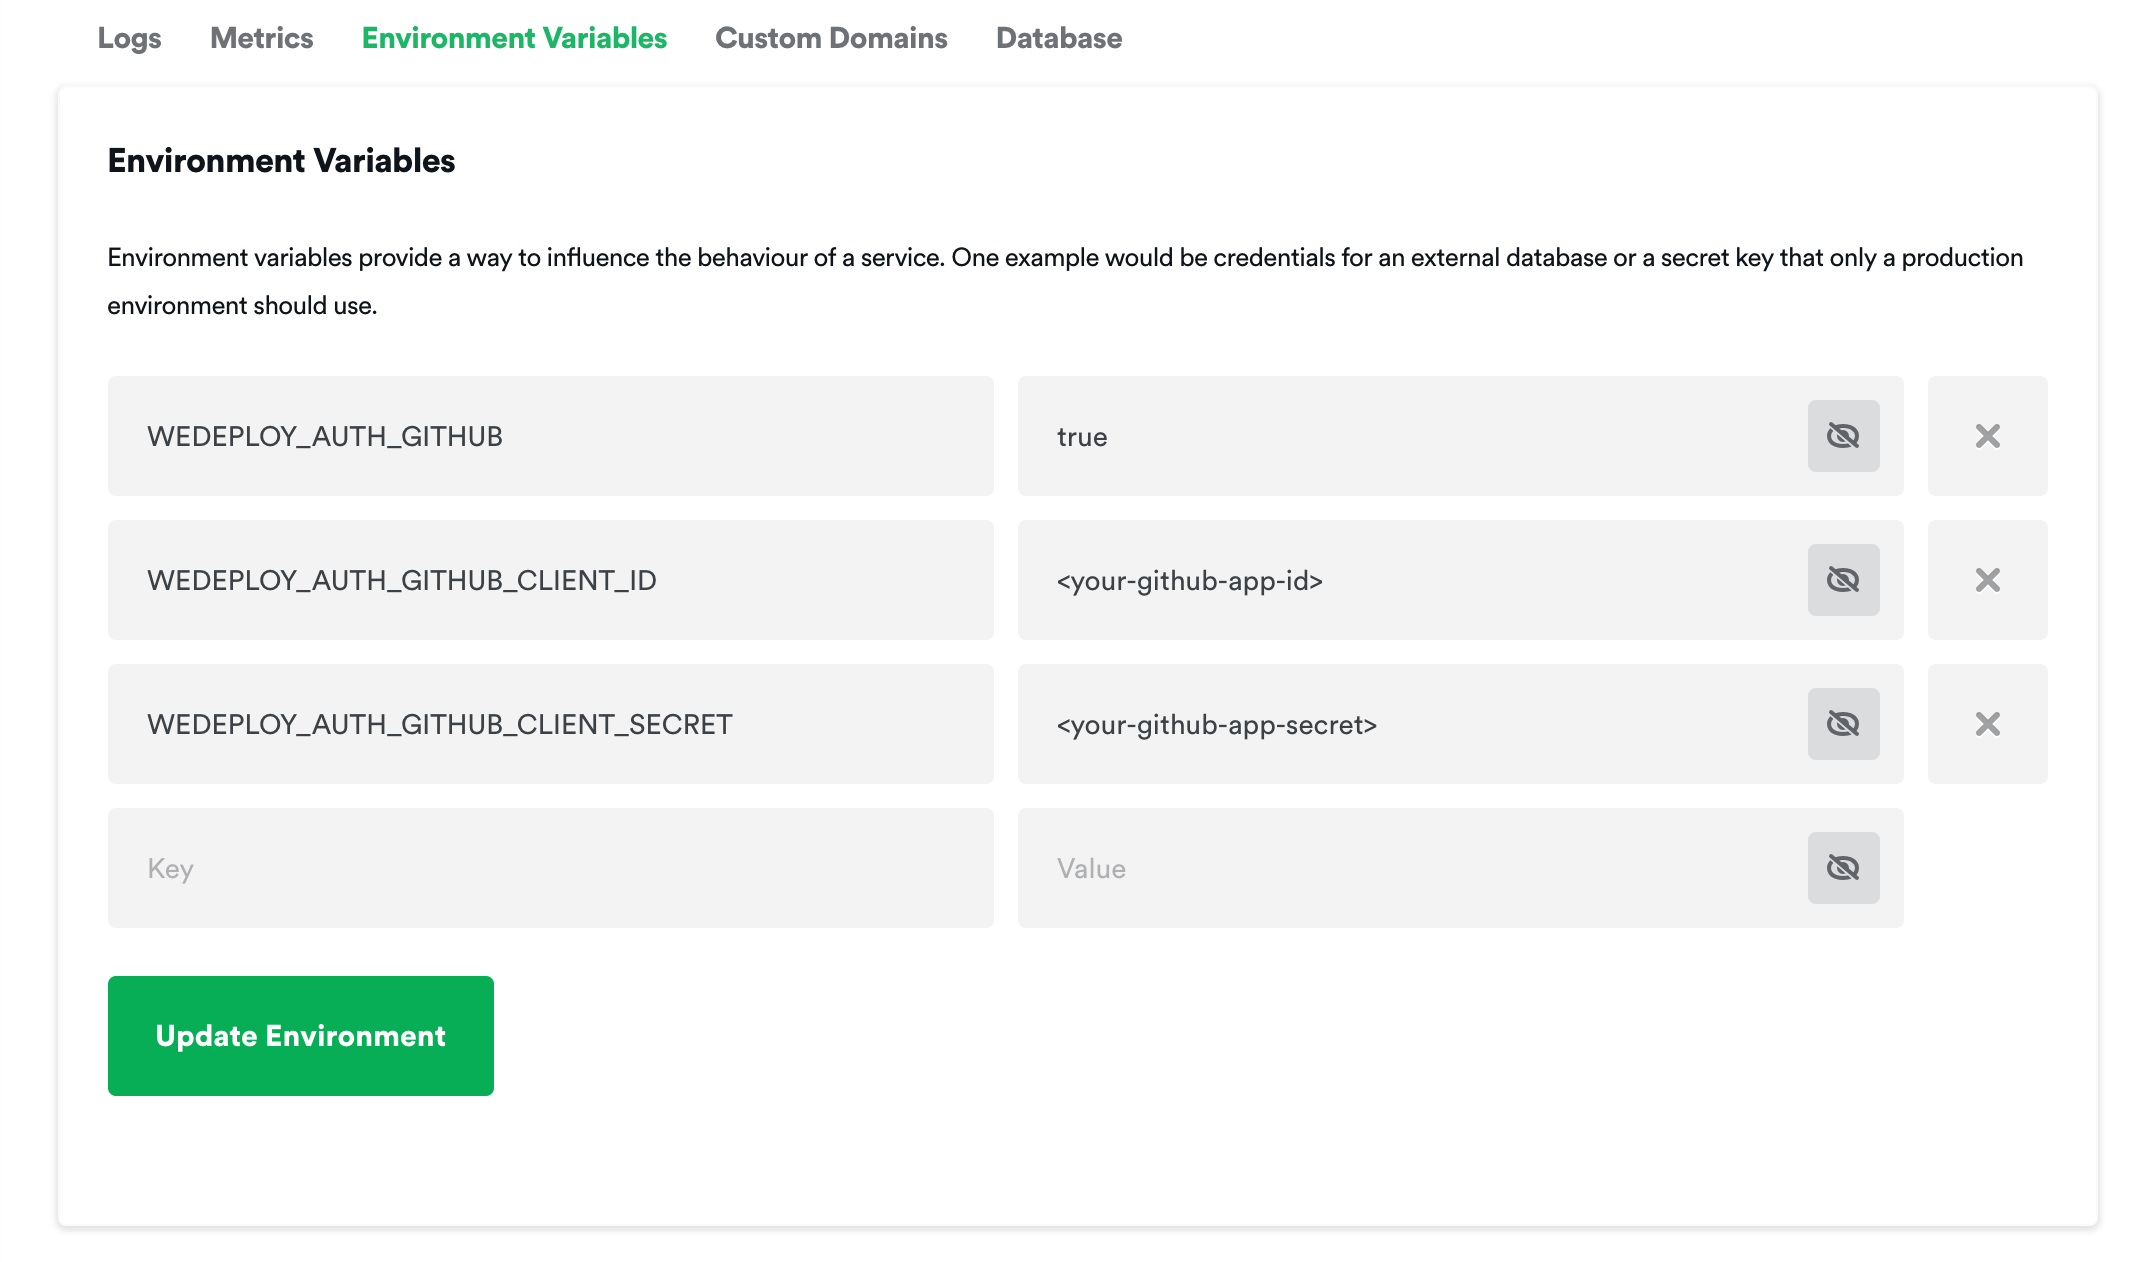 Logs Metrics Environment Variables Custom Domains Database
Environment Variables
Environment variables provide a way to influence the behaviour of a service. One example would be credentials for an external database or a secret key that only a production
environment should use.
WEDEPLOY_AUTH_GITHUB true
WEDEPLOY_AUTH_GITHUB_CLIENT_ID <your-github-app-id>
WEDEPLOY_AUTH_GITHUB_CLIENT_SECRET <your-github-app-secret>
Key Value
Update Environment